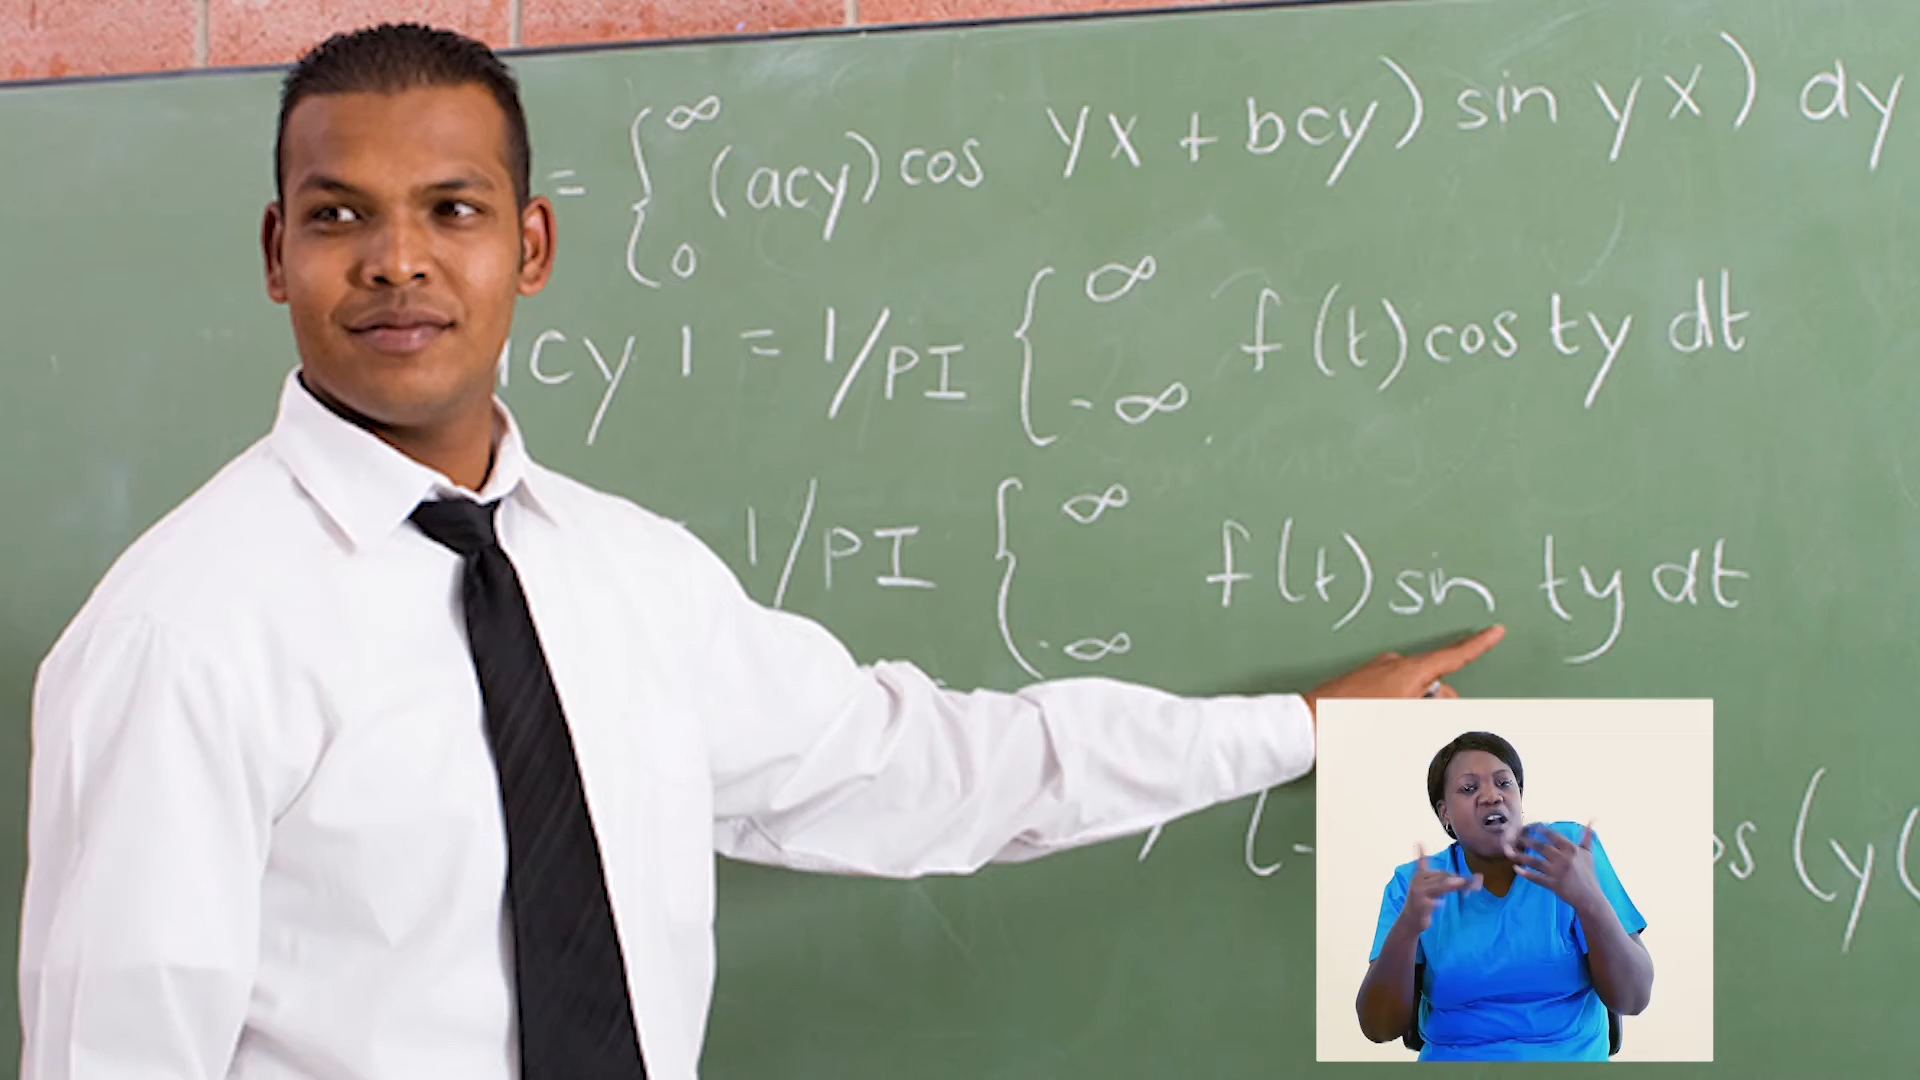 = { ∞ 0 (acy) cos yx + bcy) sin yx) dy
acy 1 = 1/PI { ∞ -∞ f(t) cos ty dt
1/PI { ∞ -∞ f(t) sin ty dt
(y(